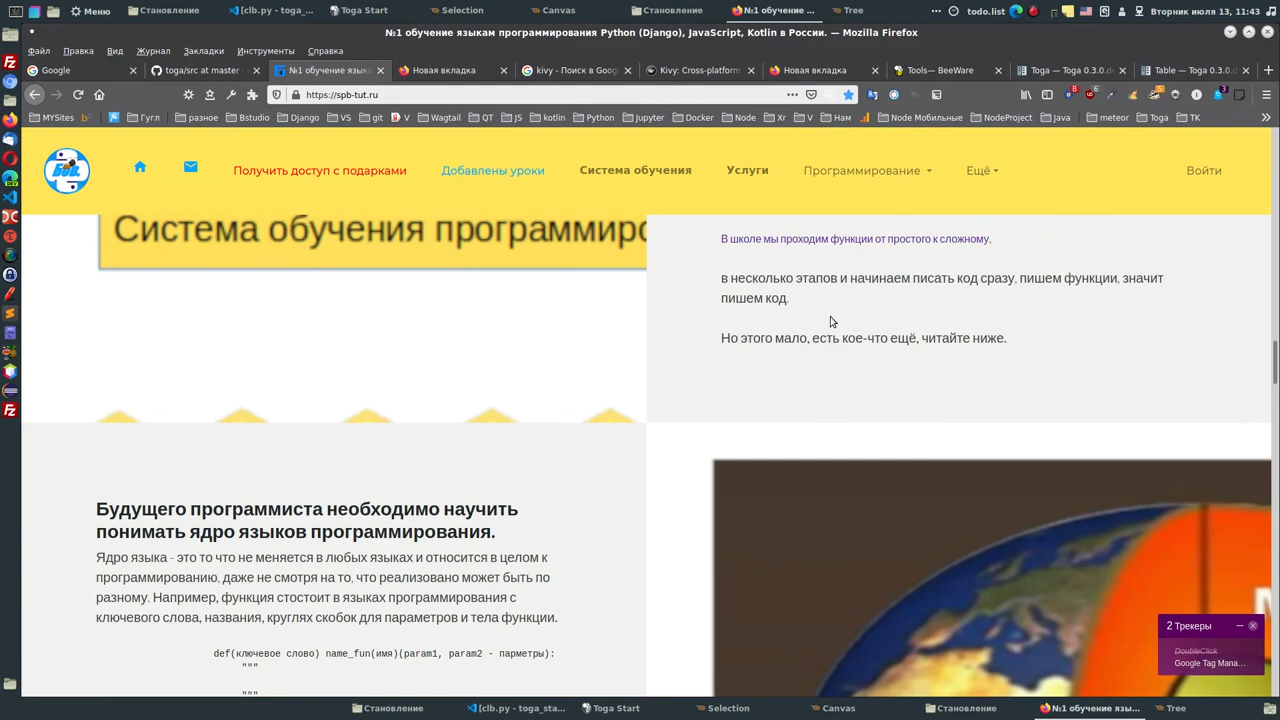 Меню
Становление
[clb.py - toga_s...
Toga Start
Selection
Canvas
Становление
№1 обучение ...
Tree
todo.list
Вторник июля 13, 11:43
№1 обучение языкам программирования Python (Django), JavaScript, Kotlin в России. — Mozilla Firefox
Файл Правка Вид Журнал Закладки Инструменты Справка
Google
toga/src at master ·
№1 обучение языка
Новая вкладка
kivy - Поиск в Goog
Kivy: Cross-platform
Новая вкладка
Tools— BeeWare
Toga — Toga 0.3.0.d
Table — Toga 0.3.0.d
https://spb-tut.ru
MYSites
Гугл
разное
Bstudio
Django
VS
git
V
Wagtail
QT
JS
kotlin
Python
Jupyter
Docker
Node
Xr
V
Нам
Node Мобильные
NodeProject
Java
meteor
Toga
TK
Бов.
Получить доступ с подарками
Добавлены уроки
Система обучения
Услуги
Программирование
Ещё
Войти
Система обучения программиро
В школе мы проходим функции от простого к сложному,
в несколько этапов и начинаем писать код сразу, пишем функции, значит
пишем код.
Но этого мало, есть кое-что ещё, читайте ниже.
Будущего программиста необходимо научить
понимать ядро языков программирования.
Ядро языка - это то что не меняется в любых языках и относится в целом к
программированию, даже не смотря на то, что реализовано может быть по
разному. Например, функция стостоит в языках программирования с
ключевого слова, названия, круглях скобок для параметров и тела функции.
def(ключевое слово) name_fun(имя)(param1, param2 - парметры):
"""
"""
2 Трекеры
DoubleClick
Google Tag Mana...
Становление
[clb.py - toga_sta...
Toga Start
Selection
Canvas
Становление
№1 обучение язы...
Tree